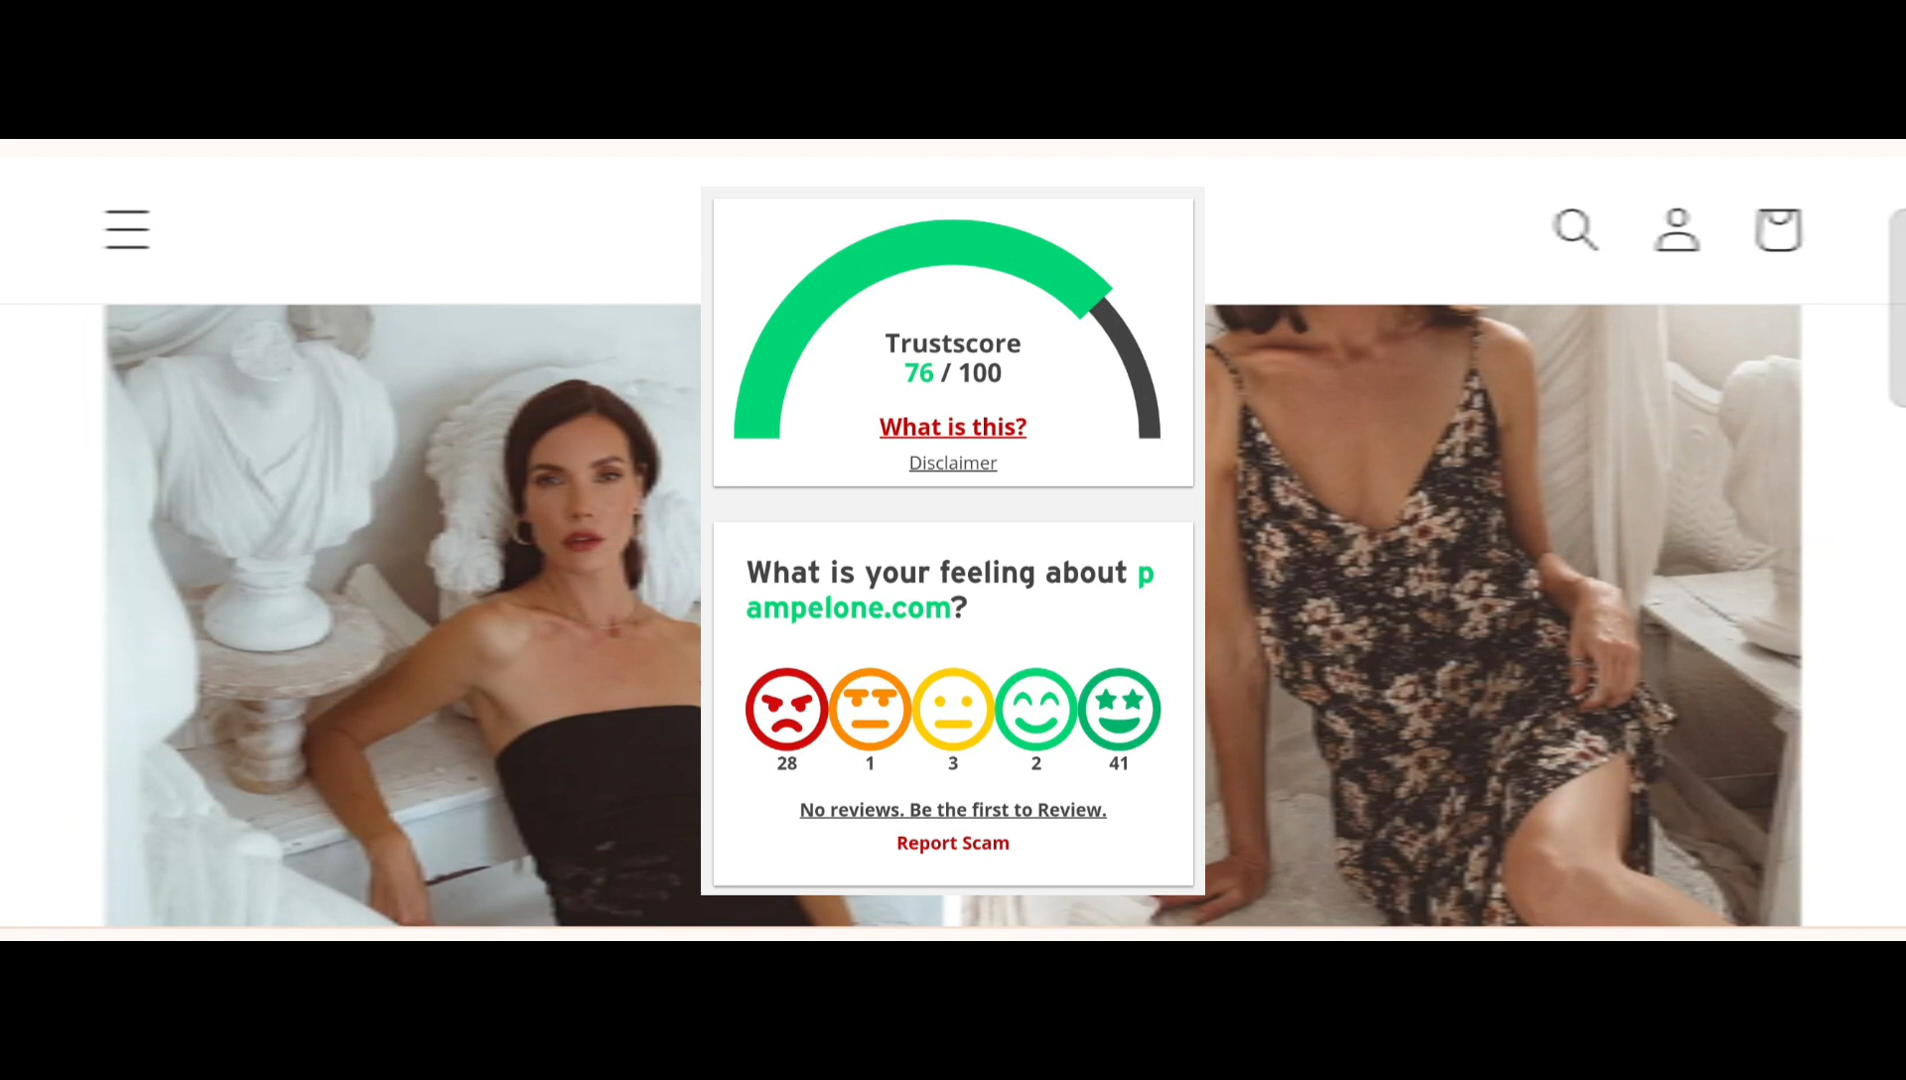 Trustscore
76 / 100
What is this?
Disclaimer
What is your feeling about p
ampelone.com?
28 1 3 2 41
No reviews. Be the first to Review.
Report Scam